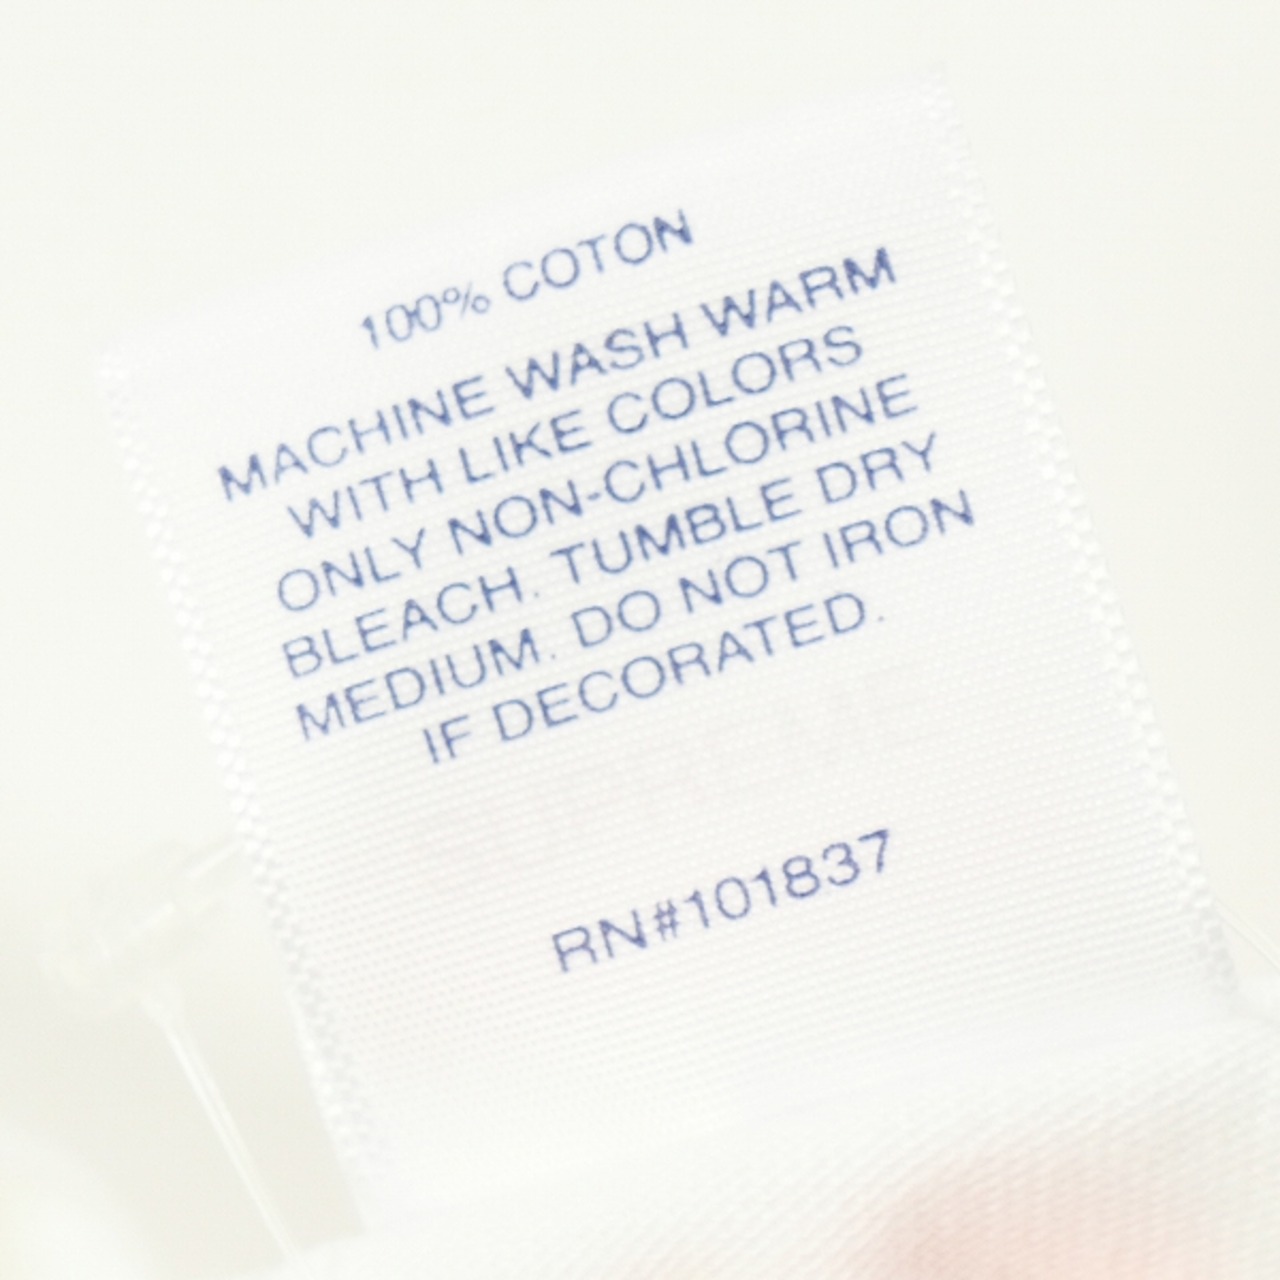 100% COTON
MACHINE WASH WARM
WITH LIKE COLORS
ONLY NON-CHLORINE
BLEACH. TUMBLE DRY
MEDIUM. DO NOT IRON
IF DECORATED.
RN#101837